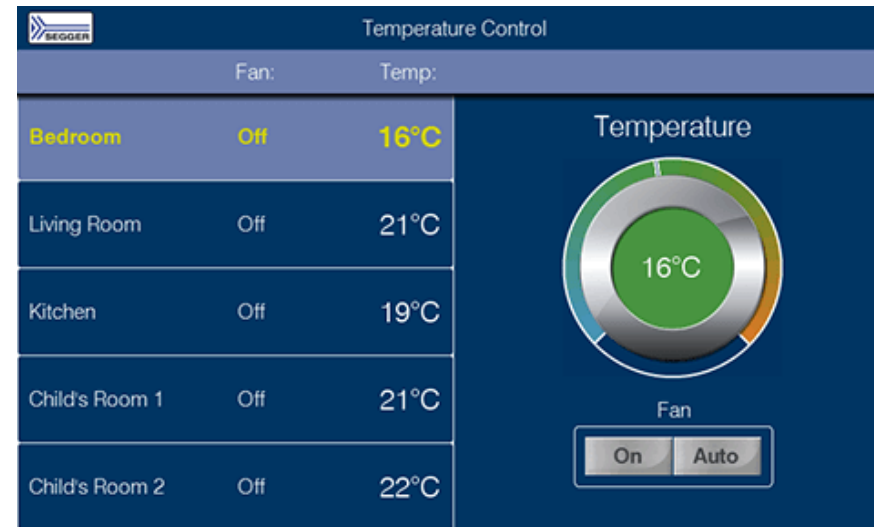 SEGGER
Temperature Control
Fan: Temp:
Bedroom Off 16°C
Living Room Off 21°C
Kitchen Off 19°C
Child's Room 1 Off 21°C
Child's Room 2 Off 22°C
Temperature
16°C
Fan
On Auto